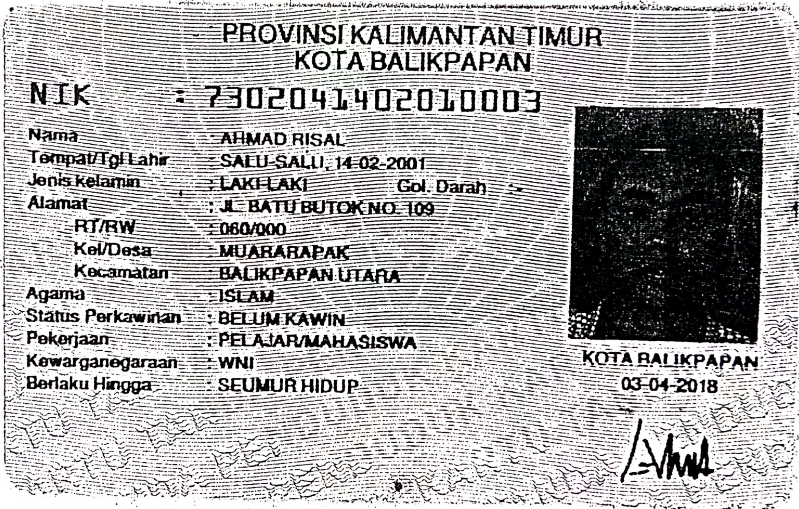 PROVINSI KALIMANTAN TIMUR
KOTA BALIKPAPAN
NIK : 7302041402010003
Nama : AHMAD RISAL
Tempat/Tgl Lahir : SALU-SALU, 14-02-2001
Jenis kelamin : LAKI-LAKI Gol. Darah : -
Alamat : JL. BATU BUTOK NO. 109
RT/RW : 060/000
Kel/Desa : MUARARAPAK
Kecamatan : BALIKPAPAN UTARA
Agama : ISLAM
Status Perkawinan : BELUM KAWIN
Pekerjaan : PELAJAR/MAHASISWA
Kewarganegaraan : WNI
Berlaku Hingga : SEUMUR HIDUP
KOTA BALIKPAPAN
03-04-2018